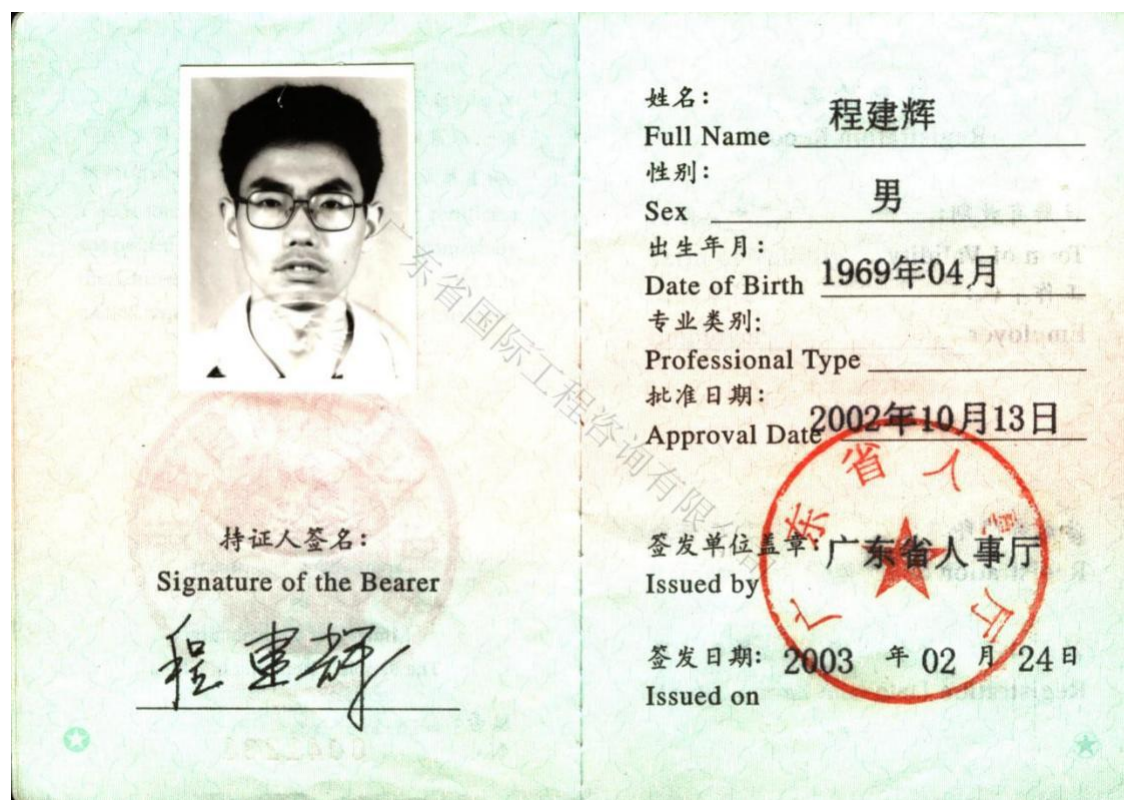 持证人签名：
Signature of the Bearer
程建辉
姓名：
程建辉
Full Name
性别：
男
Sex
出生年月：
1969年04月
Date of Birth
专业类别：
Professional Type
批准日期：
2002年10月13日
Approval Date
签发单位盖章：广东省人事厅
Issued by
签发日期：2003 年 02 月 24日
Issued on
广东省人事厅
广东省国际工程咨询有限公司